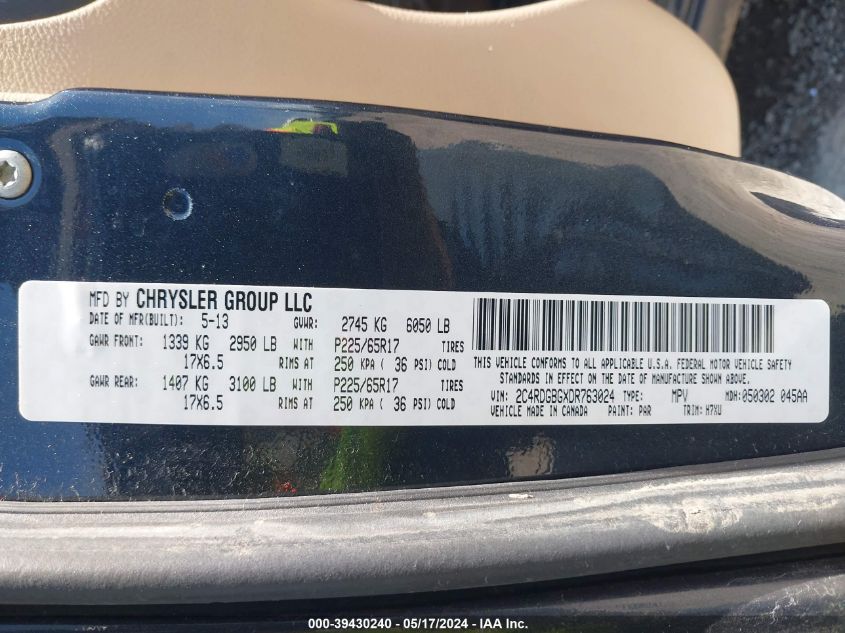 MFD BY CHRYSLER GROUP LLC
DATE OF MFR(BUILT): 5-13 GVWR: 2745 KG 6050 LB
GAWR FRONT: 1339 KG 2950 LB WITH P225/65R17 TIRES
17X6.5 RIMS AT 250 KPA ( 36 PSI) COLD
GAWR REAR: 1407 KG 3100 LB WITH P225/65R17 TIRES
17X6.5 RIMS AT 250 KPA ( 36 PSI) COLD
THIS VEHICLE CONFORMS TO ALL APPLICABLE U.S.A. FEDERAL MOTOR VEHICLE SAFETY
STANDARDS IN EFFECT ON THE DATE OF MANUFACTURE SHOWN ABOVE.
VIN: 2C4RDGBGXDR763024 TYPE: MPV MDH: 050302 045AA
VEHICLE MADE IN CANADA PAINT: PAR TRIM: H7XU
000-39430240 - 05/17/2024 - IAA Inc.